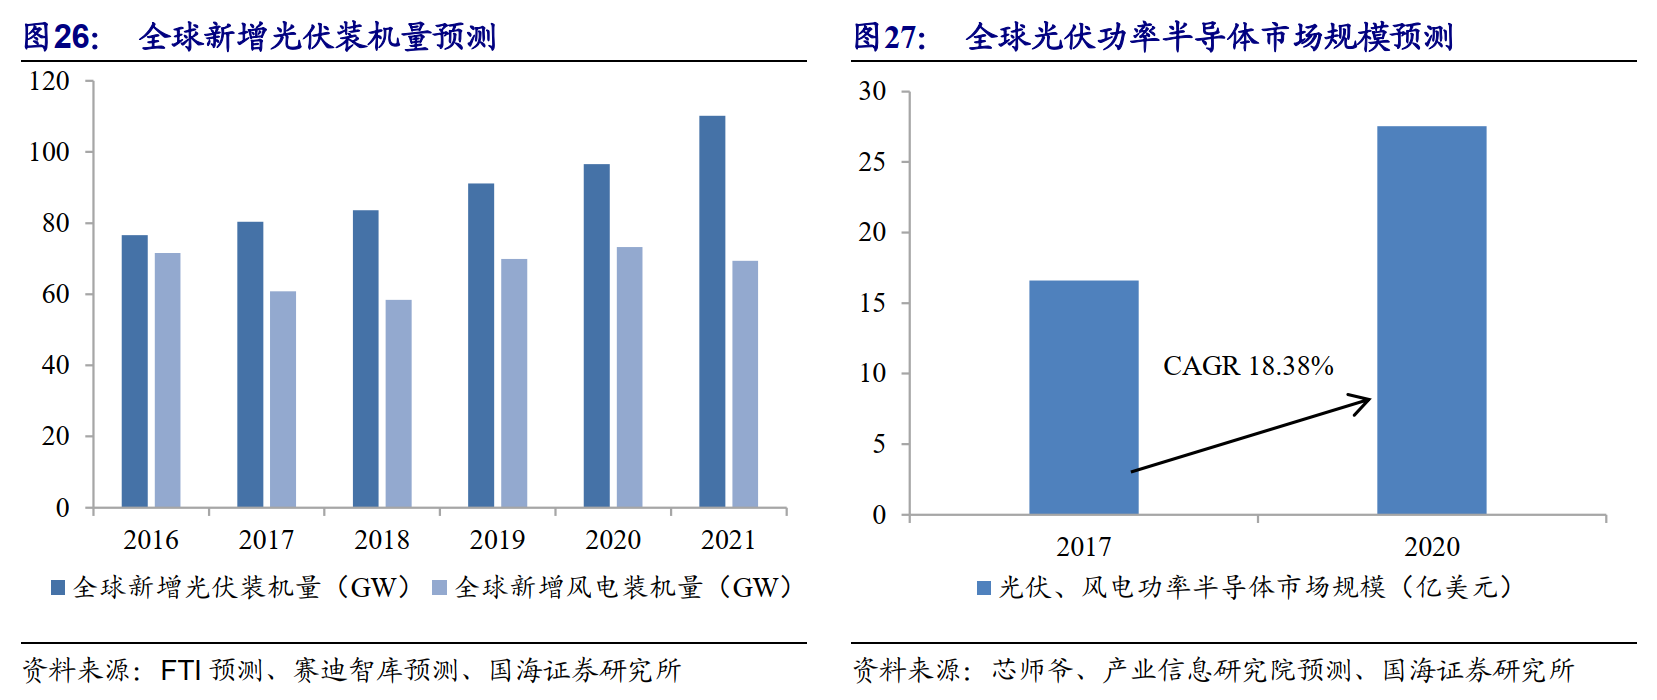 图26： 全球新增光伏装机量预测
120
100
80
60
40
20
0
2016 2017 2018 2019 2020 2021
全球新增光伏装机量（GW） 全球新增风电装机量（GW）
资料来源：FTI 预测、赛迪智库预测、国海证券研究所
图27： 全球光伏功率半导体市场规模预测
30
25
20
15
10
5
0
CAGR 18.38%
2017 2020
光伏、风电功率半导体市场规模（亿美元）
资料来源：芯师爷、产业信息研究院预测、国海证券研究所